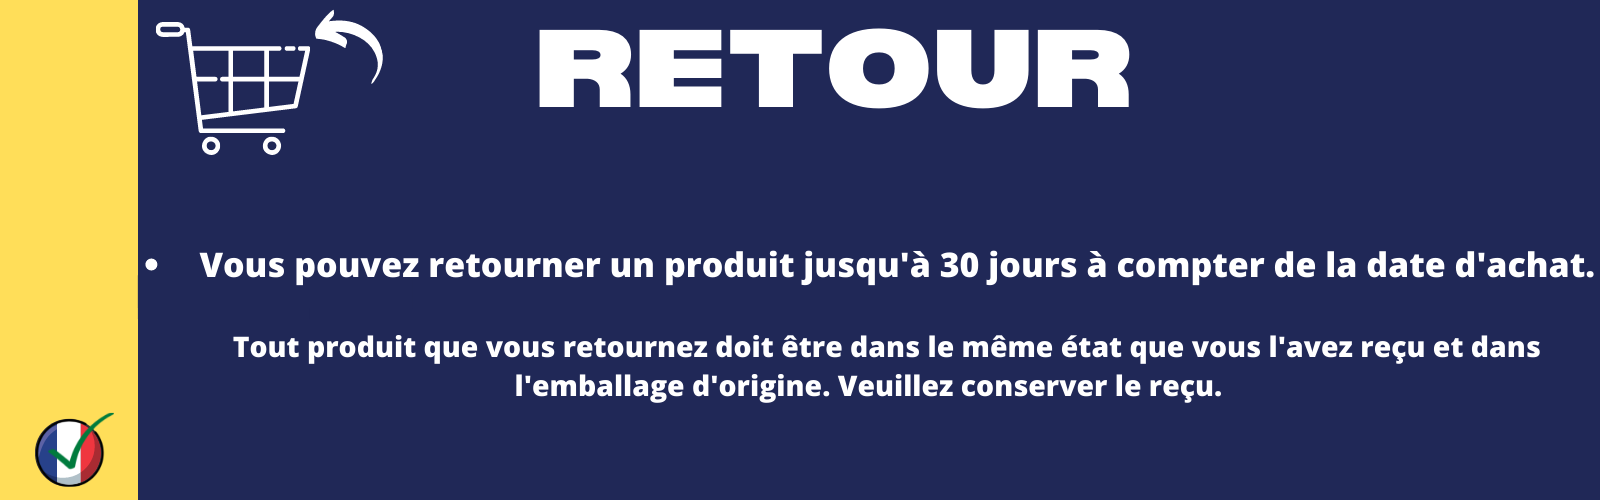 RETOUR
• Vous pouvez retourner un produit jusqu'à 30 jours à compter de la date d'achat.
Tout produit que vous retournez doit être dans le même état que vous l'avez reçu et dans
l'emballage d'origine. Veuillez conserver le reçu.